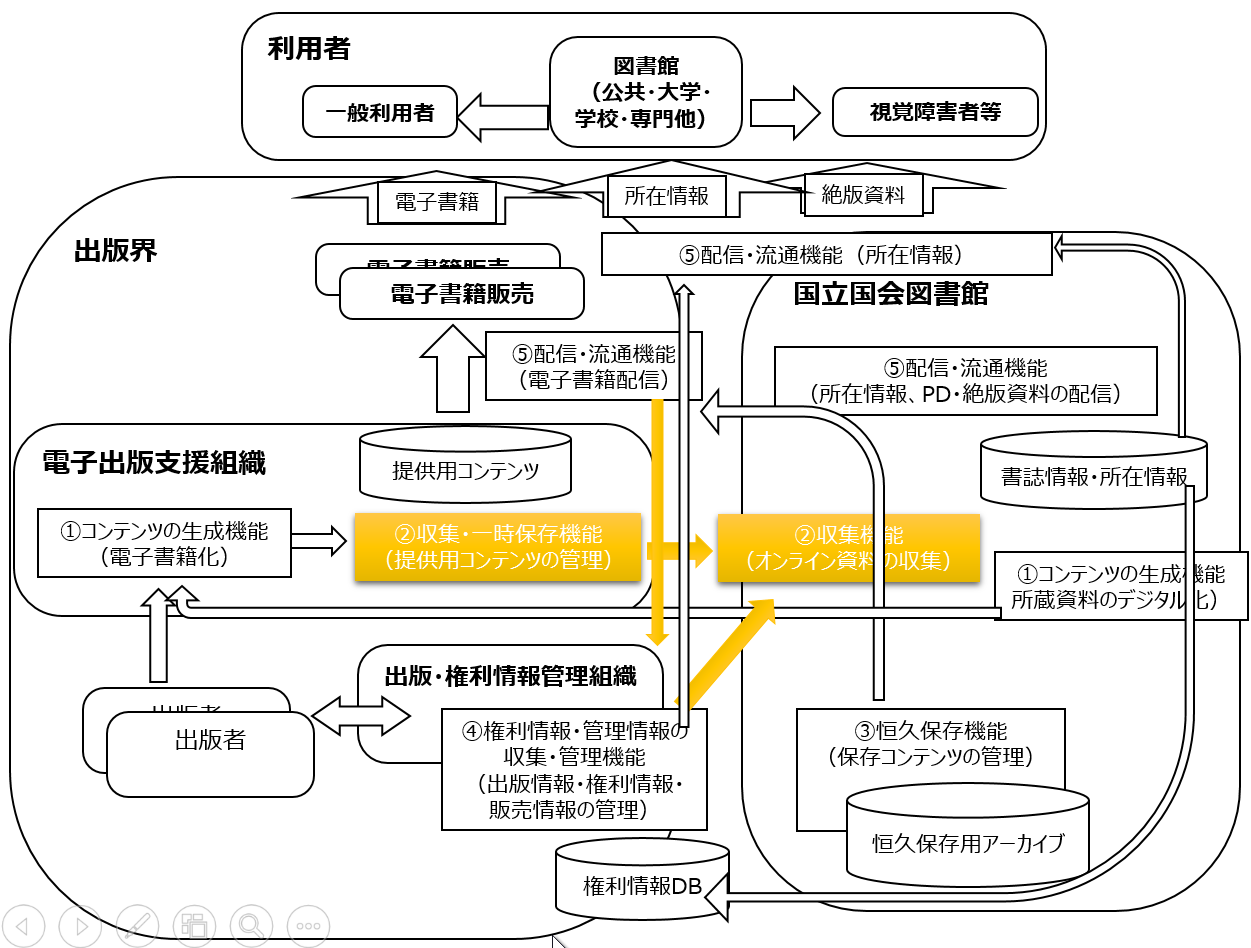 利用者
図書館
（公共・大学・
学校・専門他）
一般利用者
視覚障害者等
電子書籍
所在情報
絶版資料
出版界
電子書籍販売
電子書籍販売
⑤配信・流通機能（所在情報）
国立国会図書館
⑤配信・流通機能
（電子書籍配信）
⑤配信・流通機能
（所在情報、PD・絶版資料の配信）
電子出版支援組織
提供用コンテンツ
書誌情報・所在情報
①コンテンツの生成機能
（電子書籍化）
②収集・一時保存機能
（提供用コンテンツの管理）
②収集機能
（オンライン資料の収集）
①コンテンツの生成機能
所蔵資料のデジタル化）
出版・権利情報管理組織
出版者
出版者
④権利情報・管理情報の
収集・管理機能
（出版情報・権利情報・
販売情報の管理）
③恒久保存機能
（保存コンテンツの管理）
恒久保存用アーカイブ
権利情報DB